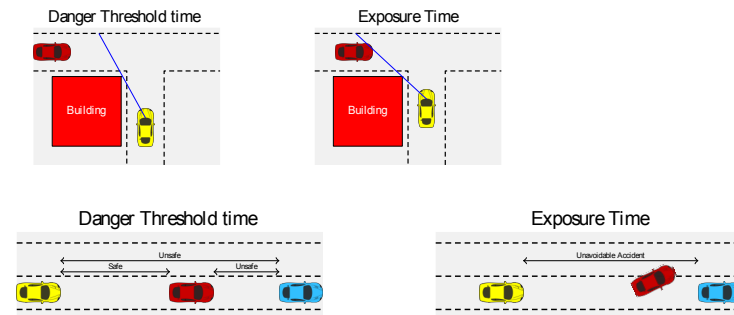 Danger Threshold time
Exposure Time
Building
Building
Danger Threshold time
Exposure Time
Unsafe
Safe
Unsafe
Unavoidable Accident